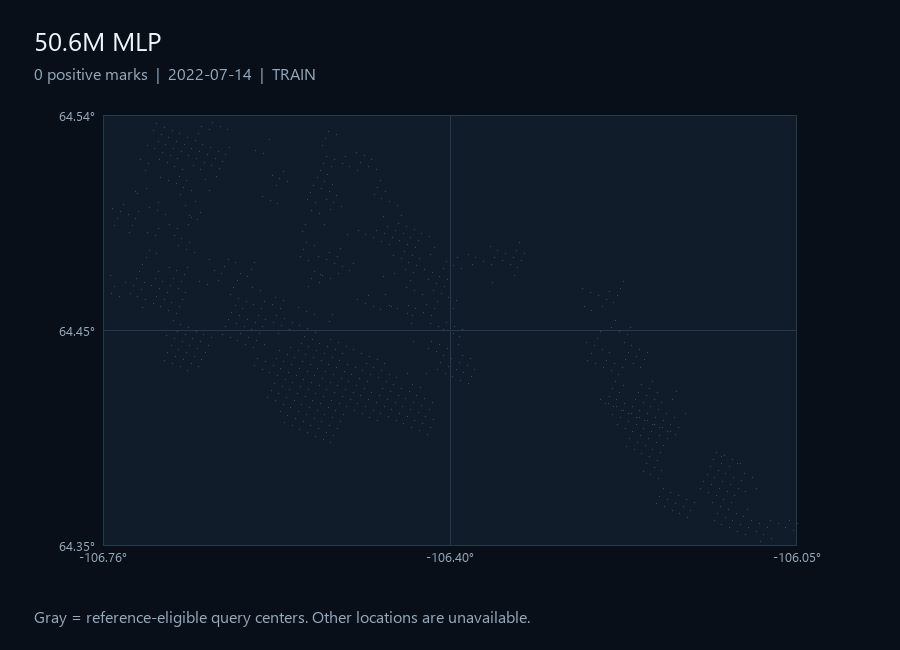 50.6M MLP
0 positive marks | 2022-07-14 | TRAIN
64.54°
64.45°
64.35°
-106.76°
-106.40°
-106.05°
Gray = reference-eligible query centers. Other locations are unavailable.